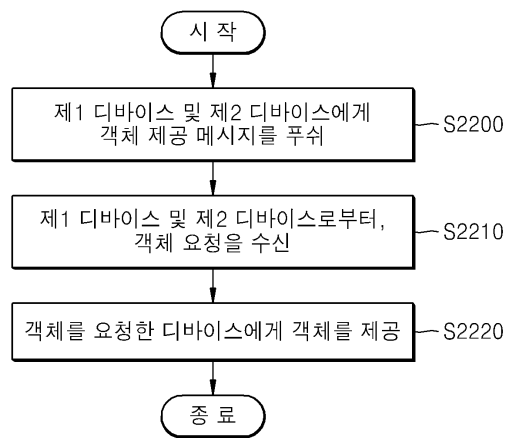 시 작
제1 디바이스 및 제2 디바이스에게
객체 제공 메시지를 푸쉬
S2200
제1 디바이스 및 제2 디바이스로부터,
객체 요청을 수신
S2210
객체를 요청한 디바이스에게 객체를 제공
S2220
종 료